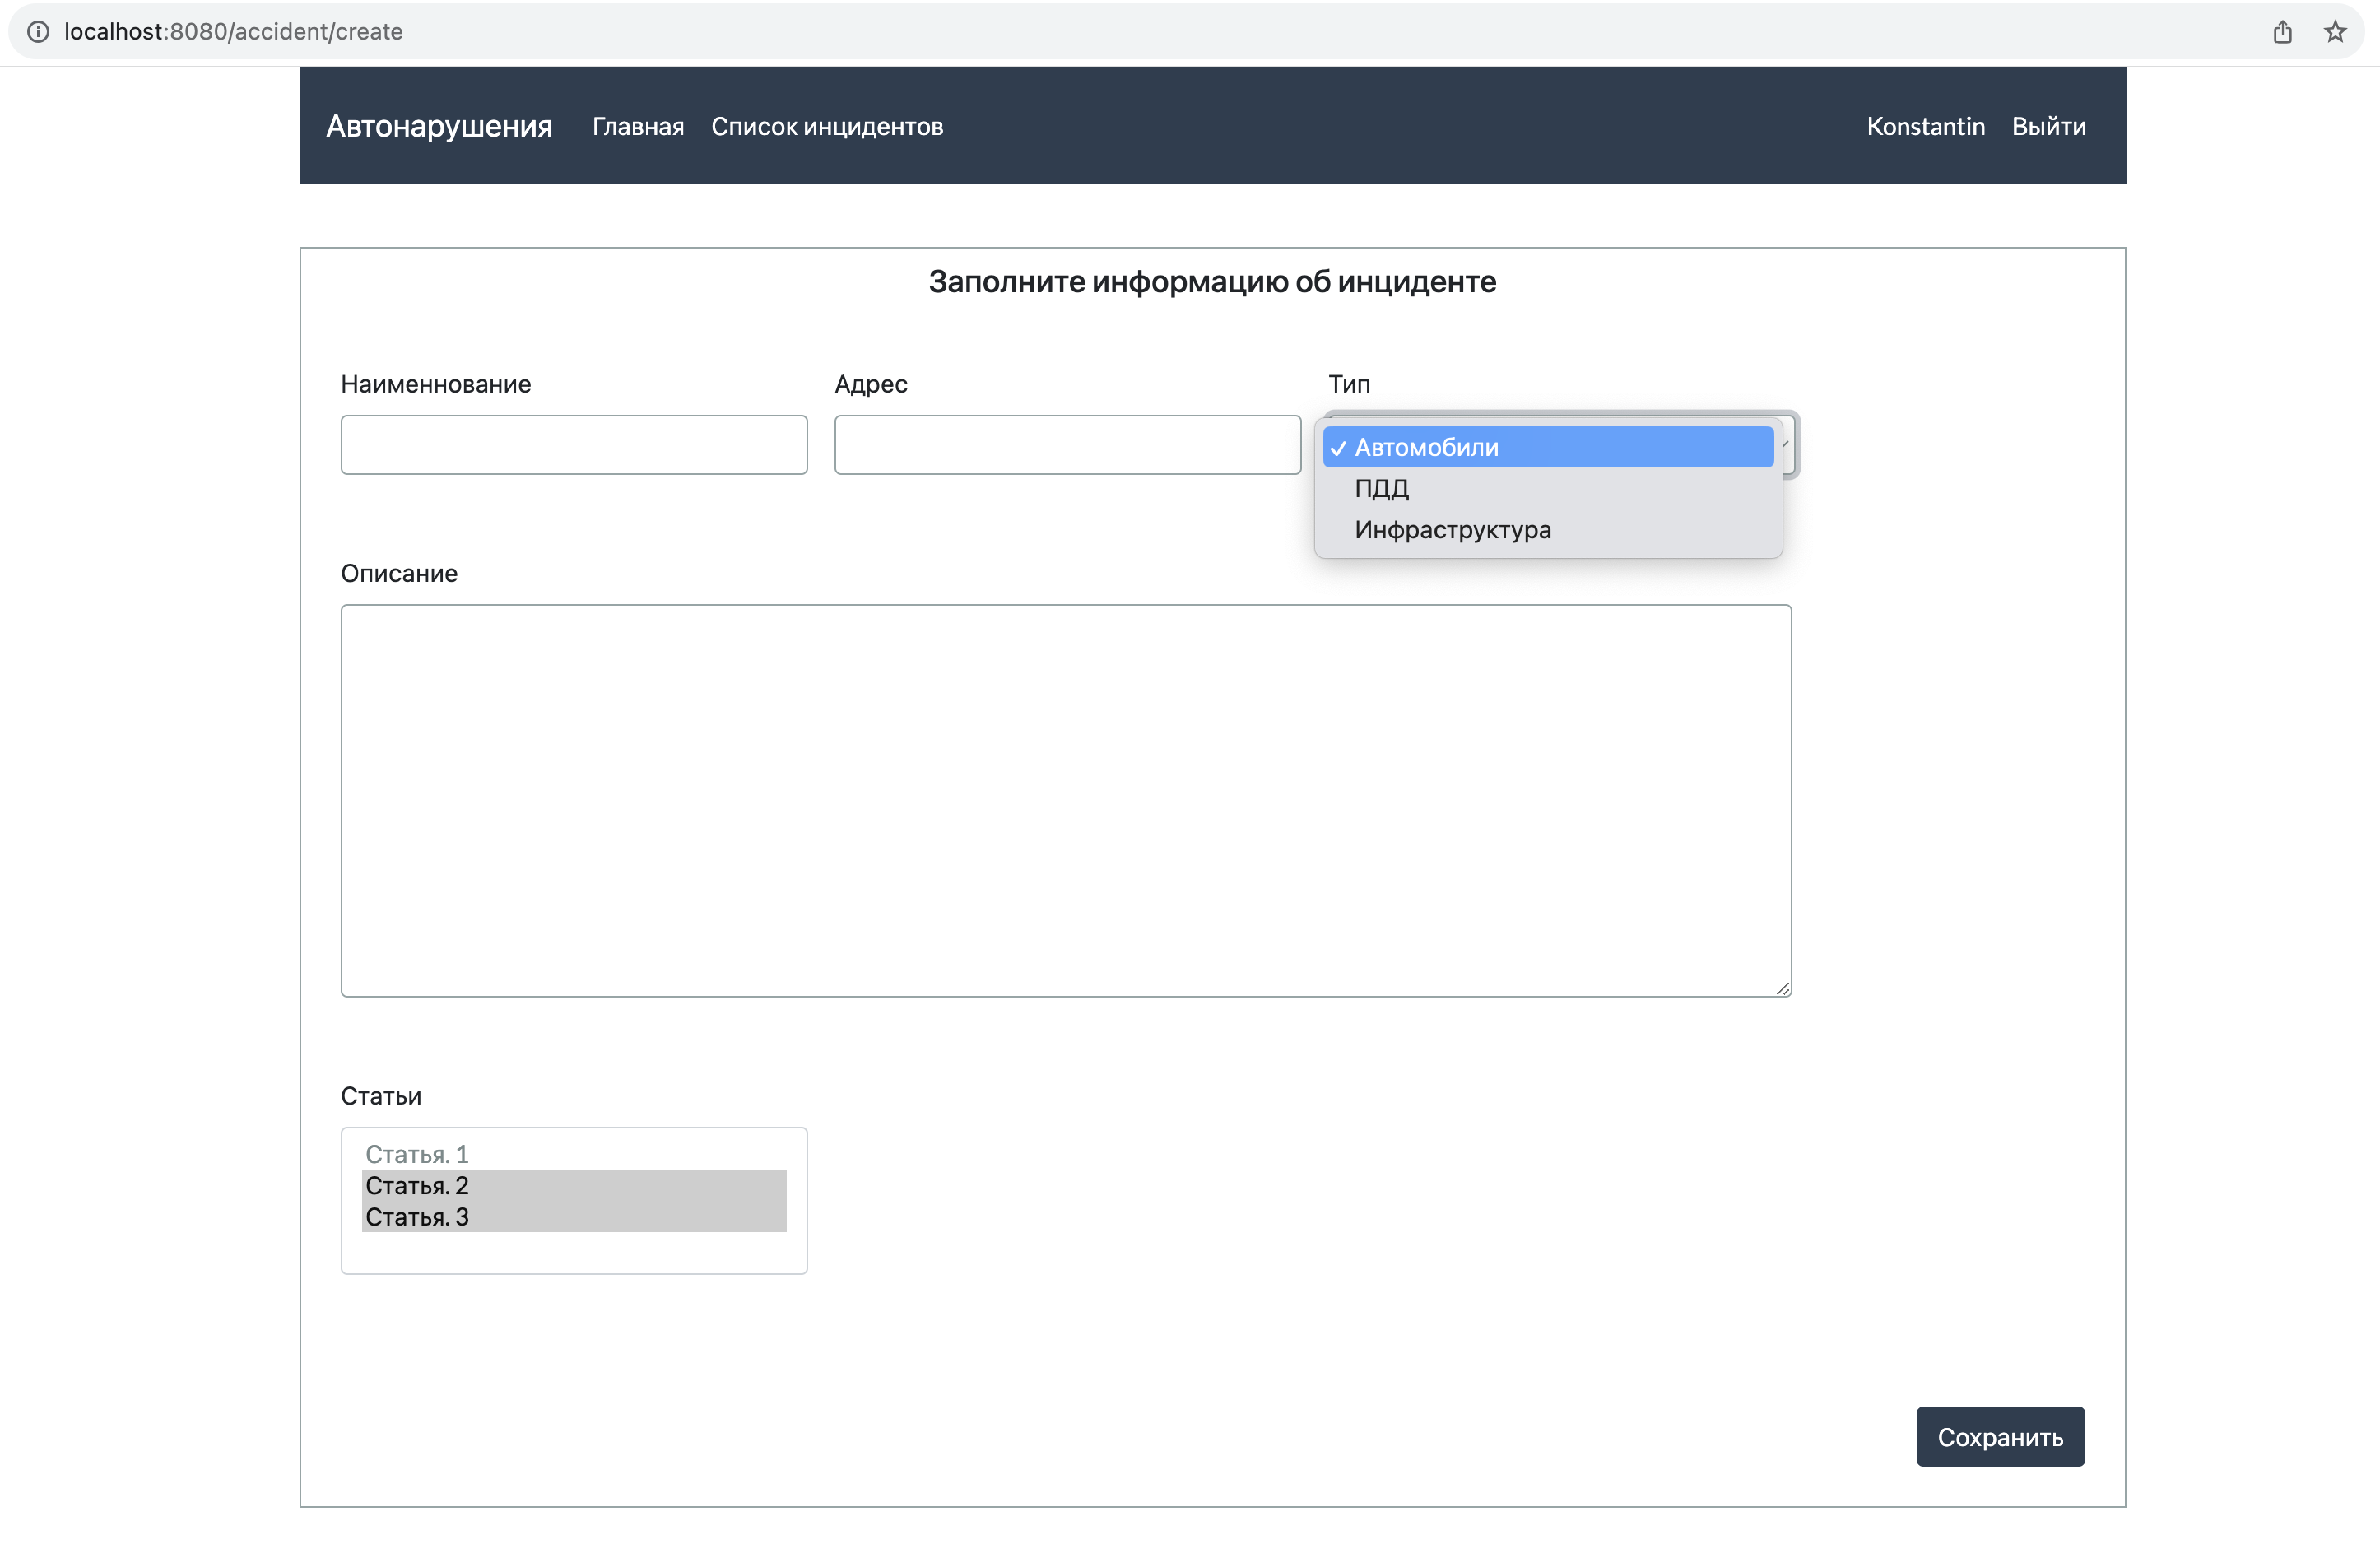 localhost:8080/accident/create
Автонарушения Главная Список инцидентов Konstantin Выйти
Заполните информацию об инциденте
Наименнование Адрес Тип
Автомобили
ПДД
Инфраструктура
Описание
Статьи
Статья. 1
Статья. 2
Статья. 3
Сохранить